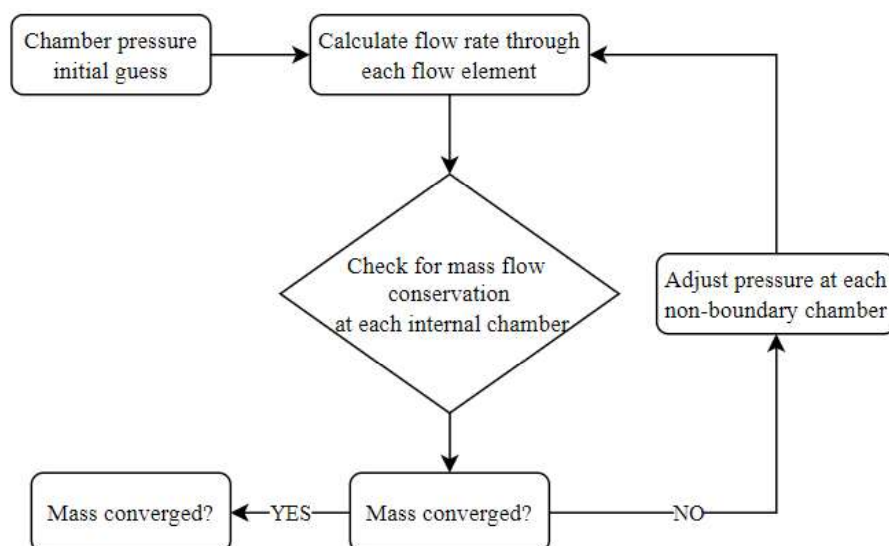 Chamber pressure
initial guess
Calculate flow rate through
each flow element
Check for mass flow
conservation
at each internal chamber
Adjust pressure at each
non-boundary chamber
Mass converged?
YES
Mass converged?
NO